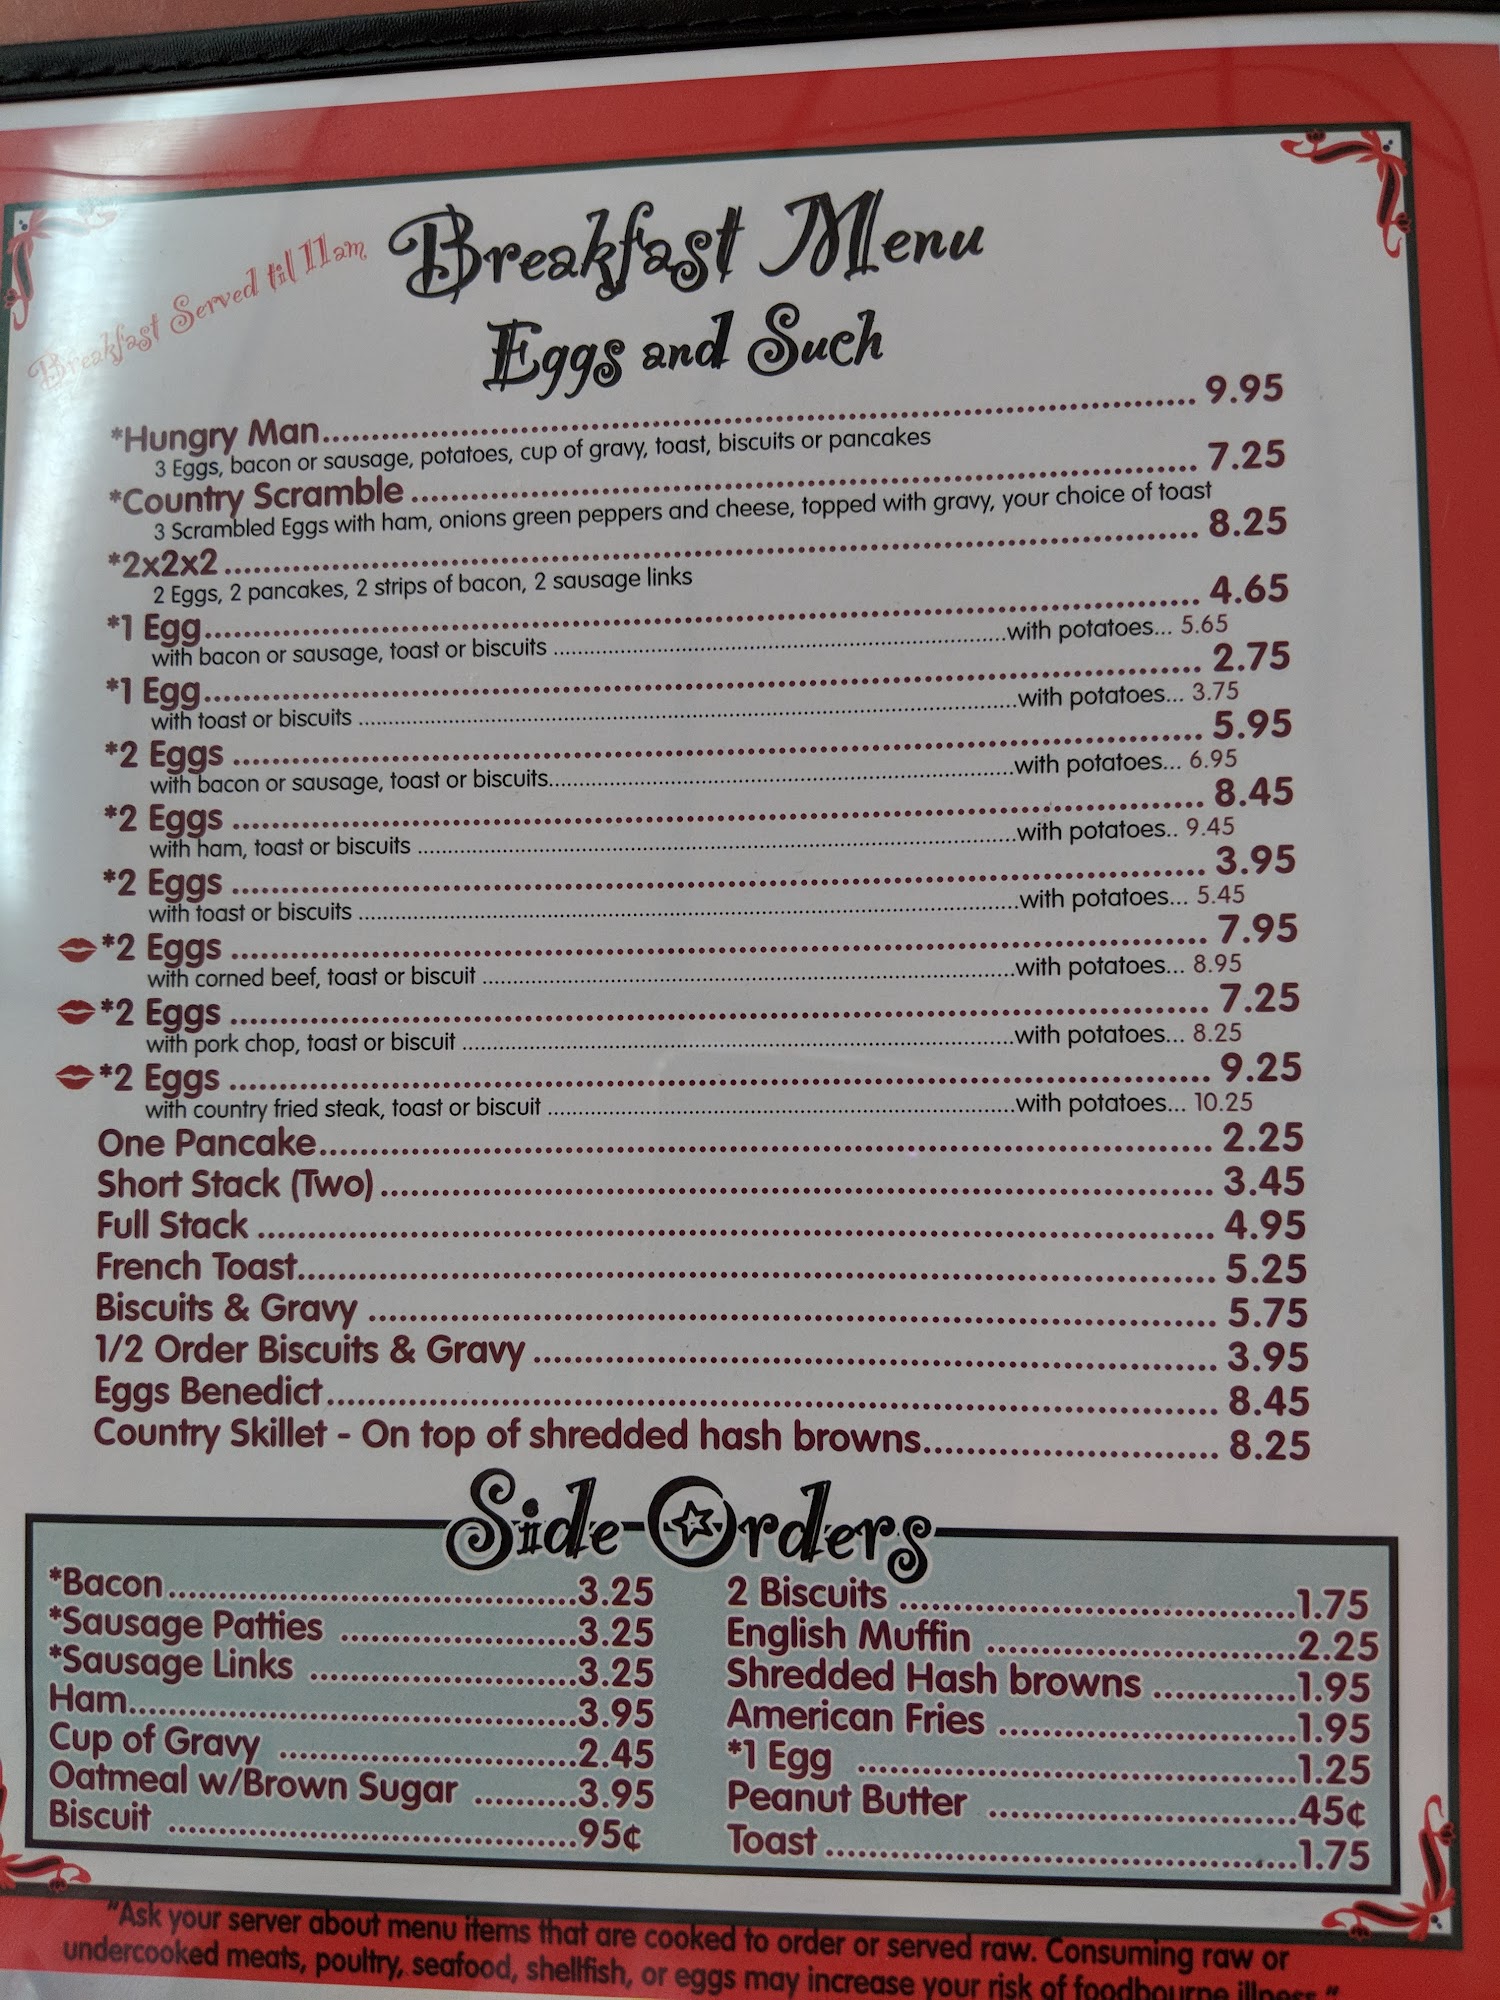 Breakfast Served til 11am
Breakfast Menu
Eggs and Such
*Hungry Man........ 9.95
3 Eggs, bacon or sausage, potatoes, cup of gravy, toast, biscuits or pancakes
*Country Scramble ........ 7.25
3 Scrambled Eggs with ham, onions green peppers and cheese, topped with gravy, your choice of toast
*2x2x2 ........ 8.25
2 Eggs, 2 pancakes, 2 strips of bacon, 2 sausage links
*1 Egg........ 4.65
with bacon or sausage, toast or biscuits ........with potatoes... 5.65
*1 Egg........ 2.75
with toast or biscuits ........with potatoes... 3.75
*2 Eggs ........ 5.95
with bacon or sausage, toast or biscuits........with potatoes... 6.95
*2 Eggs ........ 8.45
with ham, toast or biscuits ........with potatoes.. 9.45
*2 Eggs ........ 3.95
with toast or biscuits ........with potatoes... 5.45
*2 Eggs ........ 7.95
with corned beef, toast or biscuit ........with potatoes... 8.95
*2 Eggs ........ 7.25
with pork chop, toast or biscuit ........with potatoes... 8.25
*2 Eggs ........ 9.25
with country fried steak, toast or biscuit ........with potatoes... 10.25
One Pancake........ 2.25
Short Stack (Two) ........ 3.45
Full Stack ........ 4.95
French Toast........ 5.25
Biscuits & Gravy ........ 5.75
1/2 Order Biscuits & Gravy ........ 3.95
Eggs Benedict........ 8.45
Country Skillet - On top of shredded hash browns........ 8.25
Side Orders
*Bacon........3.25
*Sausage Patties ........3.25
*Sausage Links ........3.25
Ham........3.95
Cup of Gravy ........2.45
Oatmeal w/Brown Sugar ........3.95
Biscuit ........95¢
2 Biscuits ........1.75
English Muffin ........2.25
Shredded Hash browns ........1.95
American Fries ........1.95
*1 Egg ........1.25
Peanut Butter ........45¢
Toast ........1.75
"Ask your server about menu items that are cooked to order or served raw. Consuming raw or
undercooked meats, poultry, seafood, shellfish, or eggs may increase your risk of foodbourne illness."